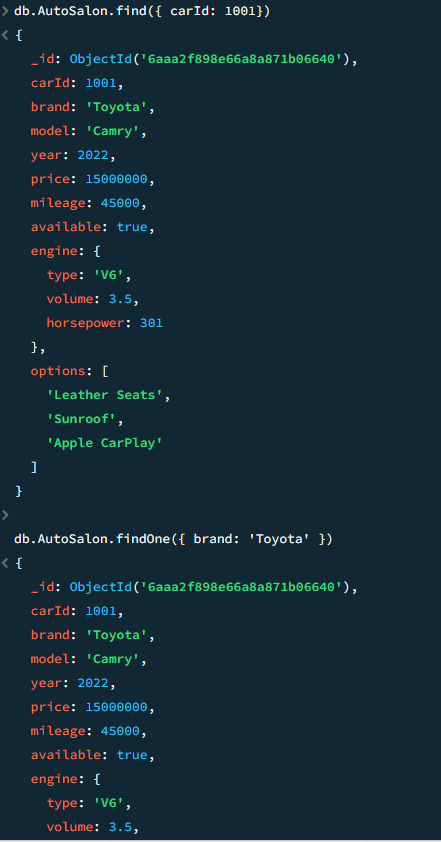 > db.AutoSalon.find({ carId: 1001})
< {
_id: ObjectId('6aaa2f898e66a8a871b06640'),
carId: 1001,
brand: 'Toyota',
model: 'Camry',
year: 2022,
price: 15000000,
mileage: 45000,
available: true,
engine: {
type: 'V6',
volume: 3.5,
horsepower: 301
},
options: [
'Leather Seats',
'Sunroof',
'Apple CarPlay'
]
}
>
db.AutoSalon.findOne({ brand: 'Toyota' })
< {
_id: ObjectId('6aaa2f898e66a8a871b06640'),
carId: 1001,
brand: 'Toyota',
model: 'Camry',
year: 2022,
price: 15000000,
mileage: 45000,
available: true,
engine: {
type: 'V6',
volume: 3.5,